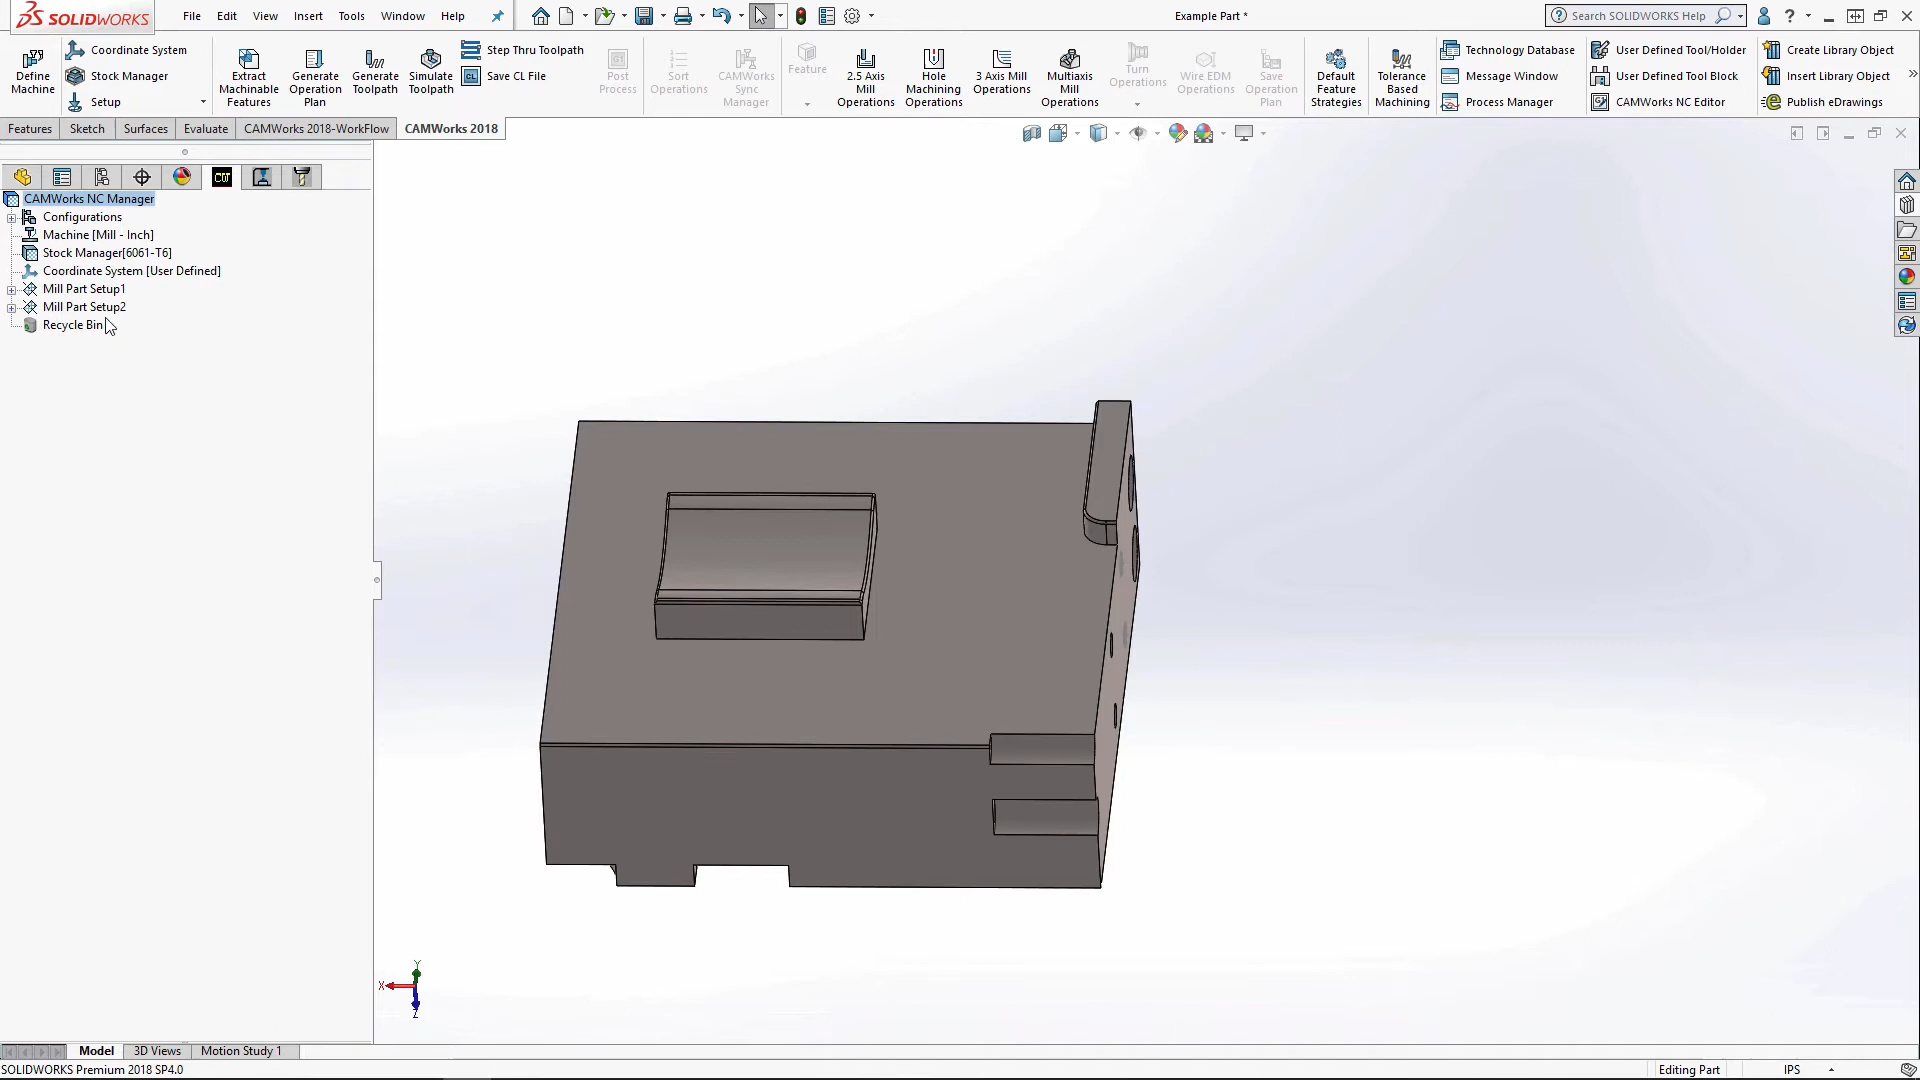 SOLIDWORKS File Edit View Insert Tools Window Help Example Part * Search SOLIDWORKS Help
Define Machine
Coordinate System
Stock Manager
Setup
Extract Machinable Features
Generate Operation Plan
Generate Toolpath
Simulate Toolpath
Step Thru Toolpath
CL Save CL File
Post Process
Sort Operations
CAMWorks Sync Manager
Feature
2.5 Axis Mill Operations
Hole Machining Operations
3 Axis Mill Operations
Multiaxis Mill Operations
Turn Operations
Wire EDM Operations
Save Operation Plan
Default Feature Strategies
Tolerance Based Machining
Technology Database
Message Window
Process Manager
User Defined Tool/Holder
User Defined Tool Block
CAMWorks NC Editor
Create Library Object
Insert Library Object
Publish eDrawings
Features Sketch Surfaces Evaluate CAMWorks 2018-WorkFlow CAMWorks 2018
CW
CAMWorks NC Manager
Configurations
Machine [Mill - Inch]
Stock Manager[6061-T6]
Coordinate System [User Defined]
Mill Part Setup1
Mill Part Setup2
Recycle Bin
Y
X
Z
Model 3D Views Motion Study 1
SOLIDWORKS Premium 2018 SP4.0 Editing Part IPS